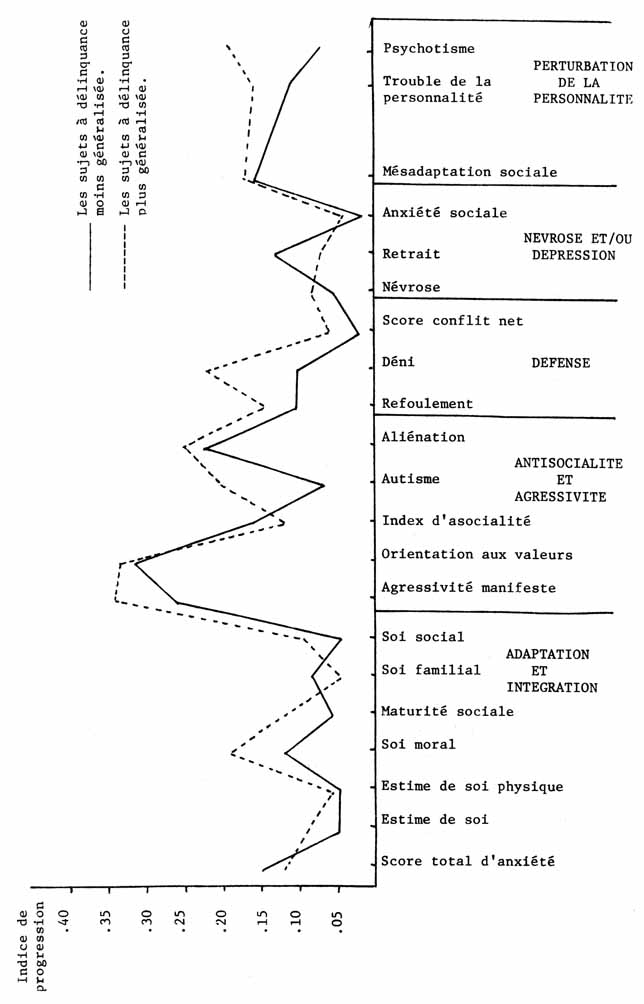 Les sujets à délinquance
moins généralisée.
Les sujets à délinquance
plus généralisée.
Psychotisme
Trouble de la
personnalité
Mésadaptation sociale
PERTURBATION
DE LA
PERSONNALITE
Anxiété sociale
Retrait
Névrose
NEVROSE ET/OU
DEPRESSION
Score conflit net
Déni
Refoulement
DEFENSE
Aliénation
Autisme
Index d'asocialité
Orientation aux valeurs
Agressivité manifeste
ANTISOCIALITE
ET
AGRESSIVITE
Soi social
Soi familial
Maturité sociale
Soi moral
Estime de soi physique
Estime de soi
Score total d'anxiété
ADAPTATION
ET
INTEGRATION
Indice de
progression
.40
.35
.30
.25
.20
.15
.10
.05